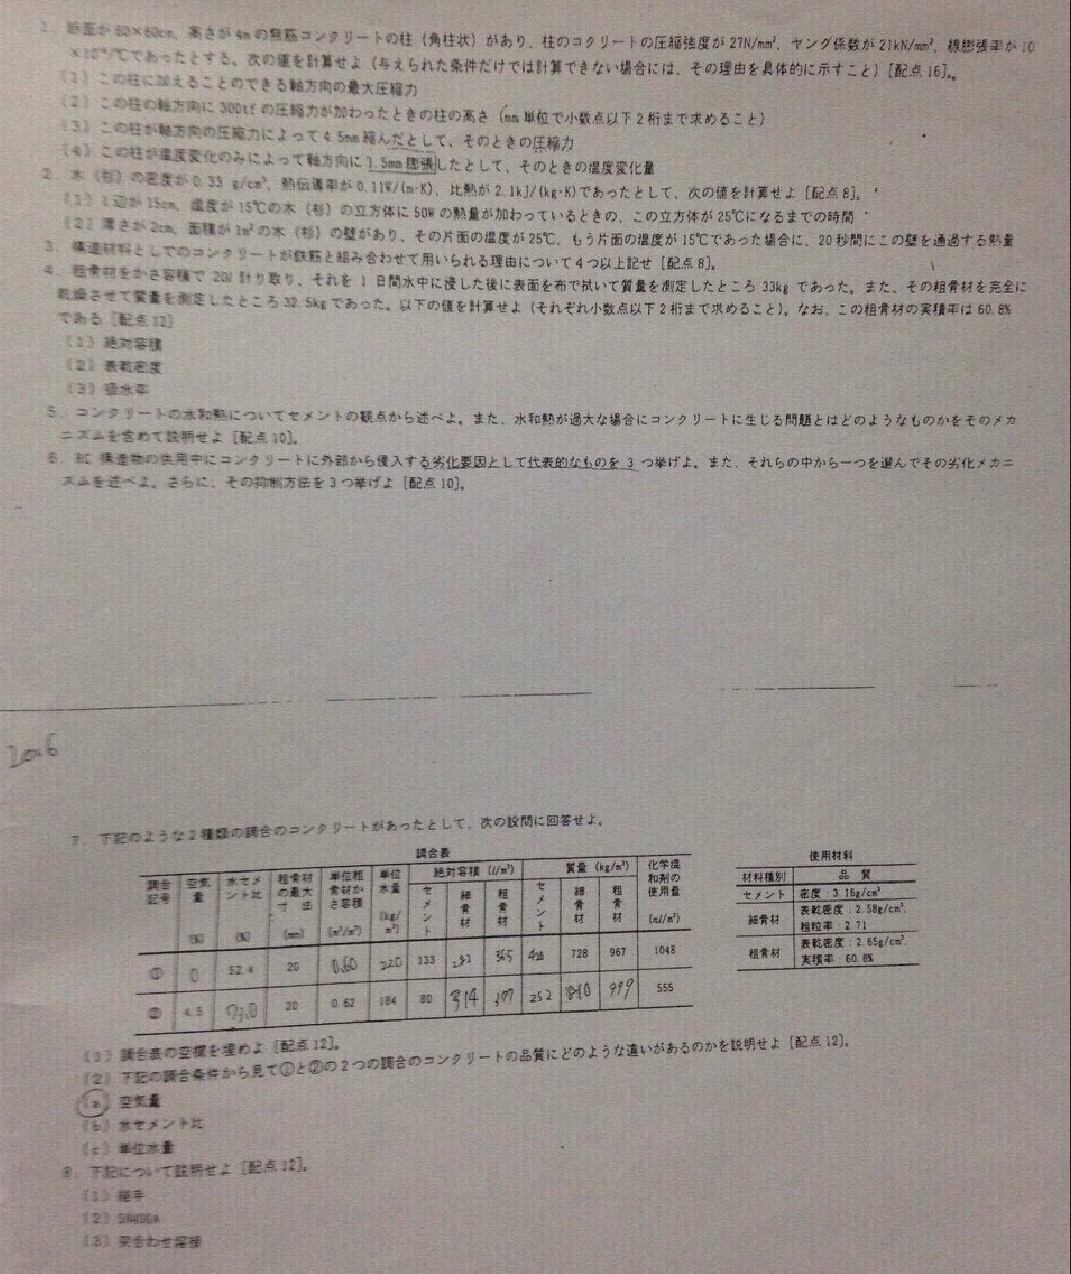 1. 断面が60×60cm、高さが4mの無筋コンクリートの柱（角柱状）があり、柱のコクリートの圧縮強度が27N/mm²、ヤング係数が21kN/mm²、線膨張率が10
×10⁻⁶/℃であったとする。次の値を計算せよ（与えられた条件だけでは計算できない場合には、その理由を具体的に示すこと）[配点16]。
(1) この柱に加えることのできる軸方向の最大圧縮力
(2) この柱の軸方向に300tfの圧縮力が加わったときの柱の高さ（mm単位で小数点以下2桁まで求めること）
(3) この柱が軸方向の圧縮力によって4.5mm縮んだとして、そのときの圧縮力
(4) この柱が温度変化のみによって軸方向に1.5mm膨張したとして、そのときの温度変化量
2. 木（杉）の密度が0.33 g/cm³、熱伝導率が0.11W/(m·K)、比熱が2.1kJ/(kg·K)であったとして、次の値を計算せよ[配点8]。
(1) 1辺が15cm、温度が15℃の木（杉）の立方体に50Wの熱量が加わっているときの、この立方体が25℃になるまでの時間
(2) 厚さが2cm、面積が1m²の木（杉）の壁があり、その片面の温度が25℃、もう片面の温度が15℃であった場合に、20秒間にこの壁を通過する熱量
3. 構造材料としてのコンクリートが鉄筋と組み合わせて用いられる理由について4つ以上記せ[配点8]。
4. 粗骨材をかさ容積で20l計り取り、それを1日間水中に浸した後に表面を布で拭いて質量を測定したところ33kgであった。また、その粗骨材を完全に
乾燥させて質量を測定したところ32.5kgであった。以下の値を計算せよ（それぞれ小数点以下2桁まで求めること）。なお、この粗骨材の実積率は60.8%
である[配点12]
(1) 絶対容積
(2) 表乾密度
(3) 吸水率
5. コンクリートの水和熱についてセメントの観点から述べよ。また、水和熱が過大な場合にコンクリートに生じる問題とはどのようなものかをそのメカ
ニズムを含めて説明せよ[配点10]。
6. RC構造物の供用中にコンクリートに外部から侵入する劣化要因として代表的なものを3つ挙げよ。また、それらの中から一つを選んでその劣化メカニ
ズムを述べよ。さらに、その抑制方法を3つ挙げよ[配点10]。
2016
7. 下記のような2種類の調合のコンクリートがあったとして、次の設問に回答せよ。
調合表
調合記号 空気量 (%) 水セメント比 (%) 粗骨材の最大寸法 (mm) 単位粗骨材かさ容積 (m³/m³) 単位水量 (kg/m³) 絶対容積 (l/m³) セメント 細骨材 粗骨材 質量 (kg/m³) セメント 細骨材 粗骨材 化学混和剤の使用量 (ml/m³)
① 0 52.4 20 0.60 220 133 282 365 420 728 967 1048
② 4.5 73.0 20 0.62 184 80 314 377 252 810 999 555
使用材料
材料種別 品質
セメント 密度：3.16g/cm³
細骨材 表乾密度：2.58g/cm³、
粗粒率：2.71
粗骨材 表乾密度：2.65g/cm³、
実積率：60.8%
(1) 調合表の空欄を埋めよ[配点12]。
(2) 下記の調合条件から見て①と②の2つの調合のコンクリートの品質にどのような違いがあるのかを説明せよ[配点12]。
(a) 空気量
(b) 水セメント比
(c) 単位水量
8. 下記について説明せよ[配点12]。
(1) 継手
(2) SN400A
(3) 突合わせ溶接